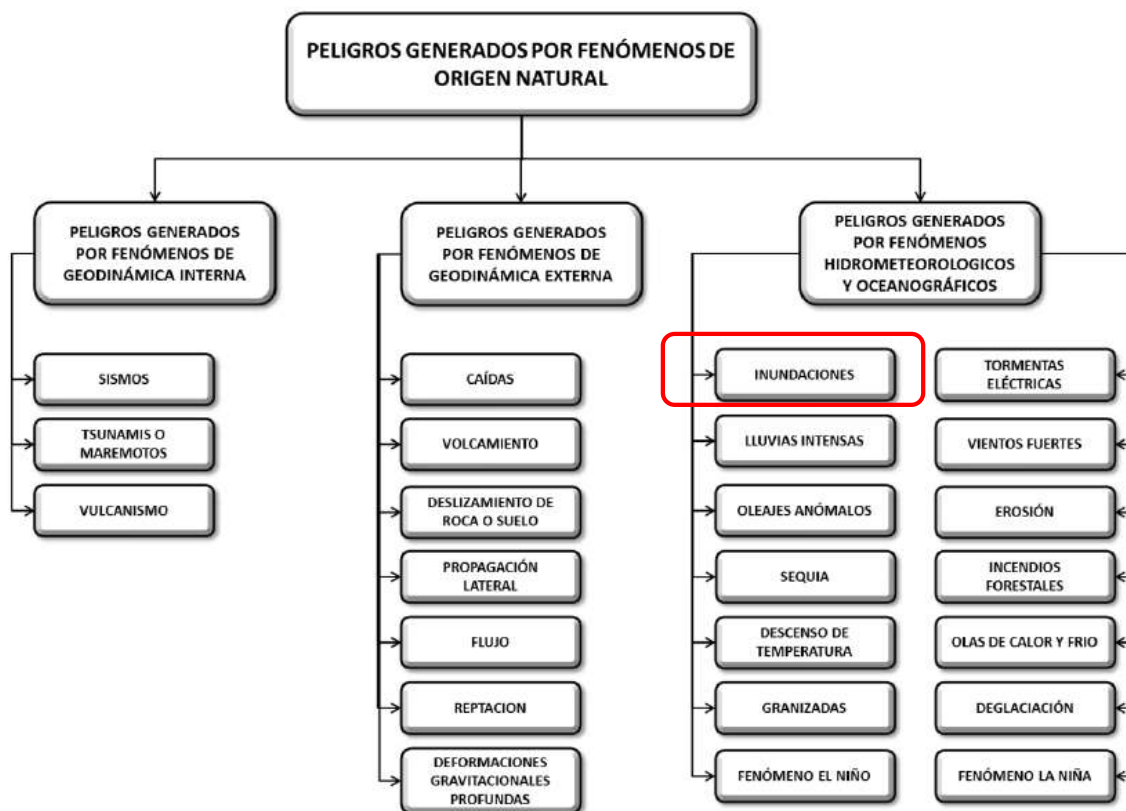 PELIGROS GENERADOS POR FENÓMENOS DE
ORIGEN NATURAL
PELIGROS GENERADOS
POR FENÓMENOS DE
GEODINÁMICA INTERNA
SISMOS
TSUNAMIS O
MAREMOTOS
VULCANISMO
PELIGROS GENERADOS
POR FENÓMENOS DE
GEODINÁMICA EXTERNA
CAÍDAS
VOLCAMIENTO
DESLIZAMIENTO DE
ROCA O SUELO
PROPAGACIÓN
LATERAL
FLUJO
REPTACION
DEFORMACIONES
GRAVITACIONALES
PROFUNDAS
PELIGROS GENERADOS
POR FENÓMENOS
HIDROMETEOROLOGICOS
Y OCEANOGRÁFICOS
INUNDACIONES
LLUVIAS INTENSAS
OLEAJES ANÓMALOS
SEQUIA
DESCENSO DE
TEMPERATURA
GRANIZADAS
FENÓMENO EL NIÑO
TORMENTAS
ELÉCTRICAS
VIENTOS FUERTES
EROSIÓN
INCENDIOS
FORESTALES
OLAS DE CALOR Y FRIO
DEGLACIACIÓN
FENÓMENO LA NIÑA